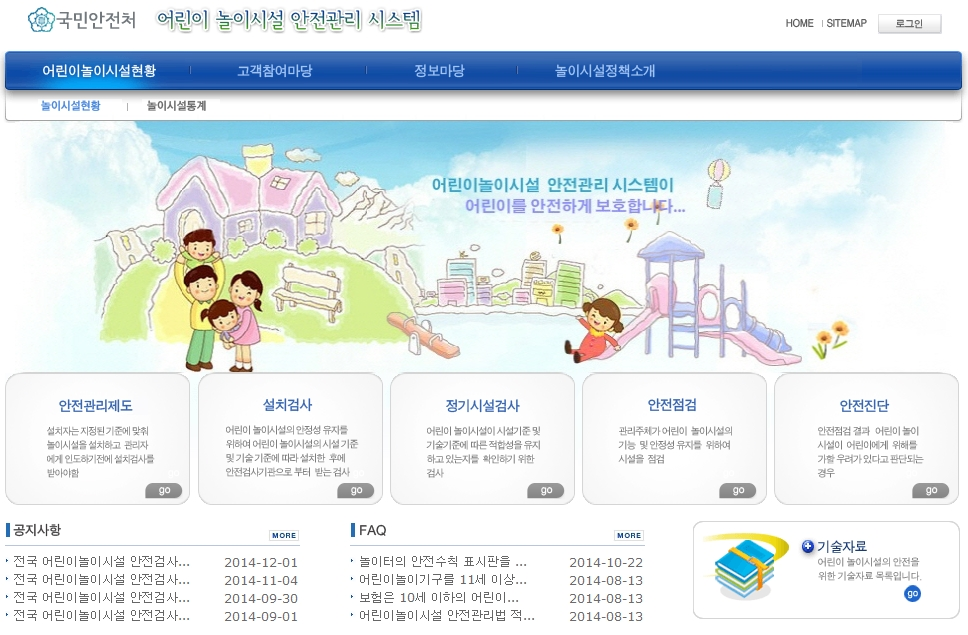 국민안전처 어린이 놀이시설 안전관리 시스템
HOME SITEMAP 로그인
어린이놀이시설현황 고객참여마당 정보마당 놀이시설정책소개
놀이시설현황 놀이시설통계
어린이놀이시설 안전관리 시스템이
어린이를 안전하게 보호합니다...
안전관리제도
설치자는 지정된 기준에 맞춰
놀이시설을 설치하고 관리자
에게 인도하기전에 설치검사를
받아야함
go
설치검사
어린이 놀이시설의 안정성 유지를
위하여 어린이 놀이시설의 시설 기준
및 기술 기준에 따라 설치한 후에
안전검사기관으로 부터 받는 검사
go
정기시설검사
어린이 놀이시설이 시설기준 및
기술기준에 따른 적합성을 유지
하고 있는지를 확인하기 위한
검사
go
안전점검
관리주체가 어린이 놀이시설의
기능 및 안정성 유지를 위하여
시설을 점검
go
안전진단
안전점검 결과 어린이 놀이
시설이 어린이에게 위해를
가할 우려가 있다고 판단되는
경우
go
공지사항 MORE
전국 어린이놀이시설 안전검사... 2014-12-01
전국 어린이놀이시설 안전검사... 2014-11-04
전국 어린이놀이시설 안전검사... 2014-09-30
전국 어린이놀이시설 안전검사... 2014-09-01
FAQ MORE
놀이터의 안전수칙 표시판을 ... 2014-10-22
어린이놀이기구를 11세 이상... 2014-08-13
보험은 10세 이하의 어린이... 2014-08-13
어린이놀이시설 안전관리법 적... 2014-08-13
기술자료
어린이 놀이시설의 안전을
위한 기술자료 목록입니다.
go